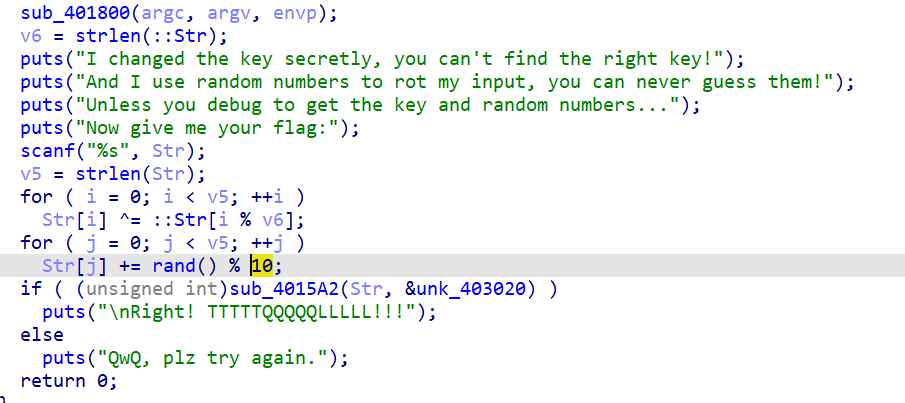 sub_401800(argc, argv, envp);
v6 = strlen(::Str);
puts("I changed the key secretly, you can't find the right key!");
puts("And I use random numbers to rot my input, you can never guess them!");
puts("Unless you debug to get the key and random numbers...");
puts("Now give me your flag:");
scanf("%s", Str);
v5 = strlen(Str);
for ( i = 0; i < v5; ++i )
  Str[i] ^= ::Str[i % v6];
for ( j = 0; j < v5; ++j )
  Str[j] += rand() % 10;
if ( (unsigned int)sub_4015A2(Str, &unk_403020) )
  puts("\nRight! TTTTTQQQQQLLLLL!!!");
else
  puts("QwQ, plz try again.");
return 0;